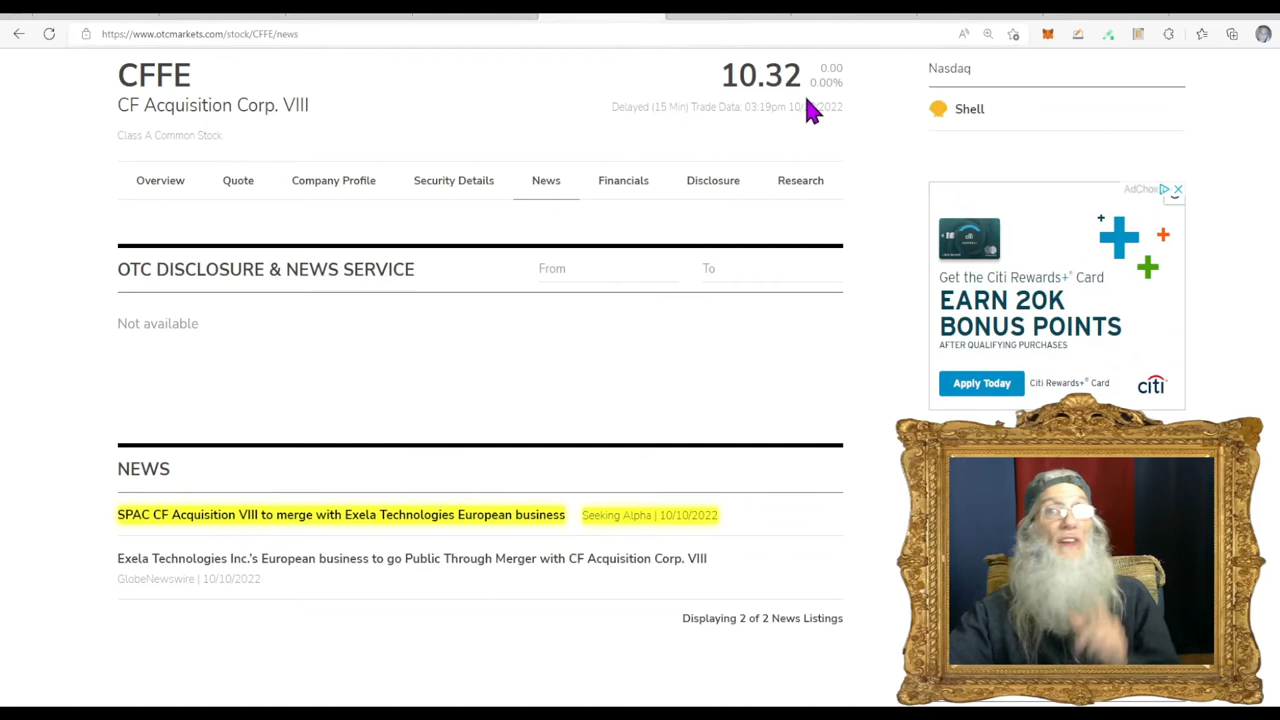 https://www.otcmarkets.com/stock/CFFE/news
CFFE
10.32
0.00
0.00%
CF Acquisition Corp. VIII
Delayed (15 Min) Trade Data: 03:19pm 10/ 2022
Class A Common Stock
Nasdaq
Shell
Overview
Quote
Company Profile
Security Details
News
Financials
Disclosure
Research
OTC DISCLOSURE & NEWS SERVICE
From
To
Not available
AdChoic
citi
Get the Citi Rewards+® Card
EARN 20K
BONUS POINTS
AFTER QUALIFYING PURCHASES
Apply Today
Citi Rewards+® Card
citi
NEWS
SPAC CF Acquisition VIII to merge with Exela Technologies European business
Seeking Alpha | 10/10/2022
Exela Technologies Inc.'s European business to go Public Through Merger with CF Acquisition Corp. VIII
GlobeNewswire | 10/10/2022
Displaying 2 of 2 News Listings